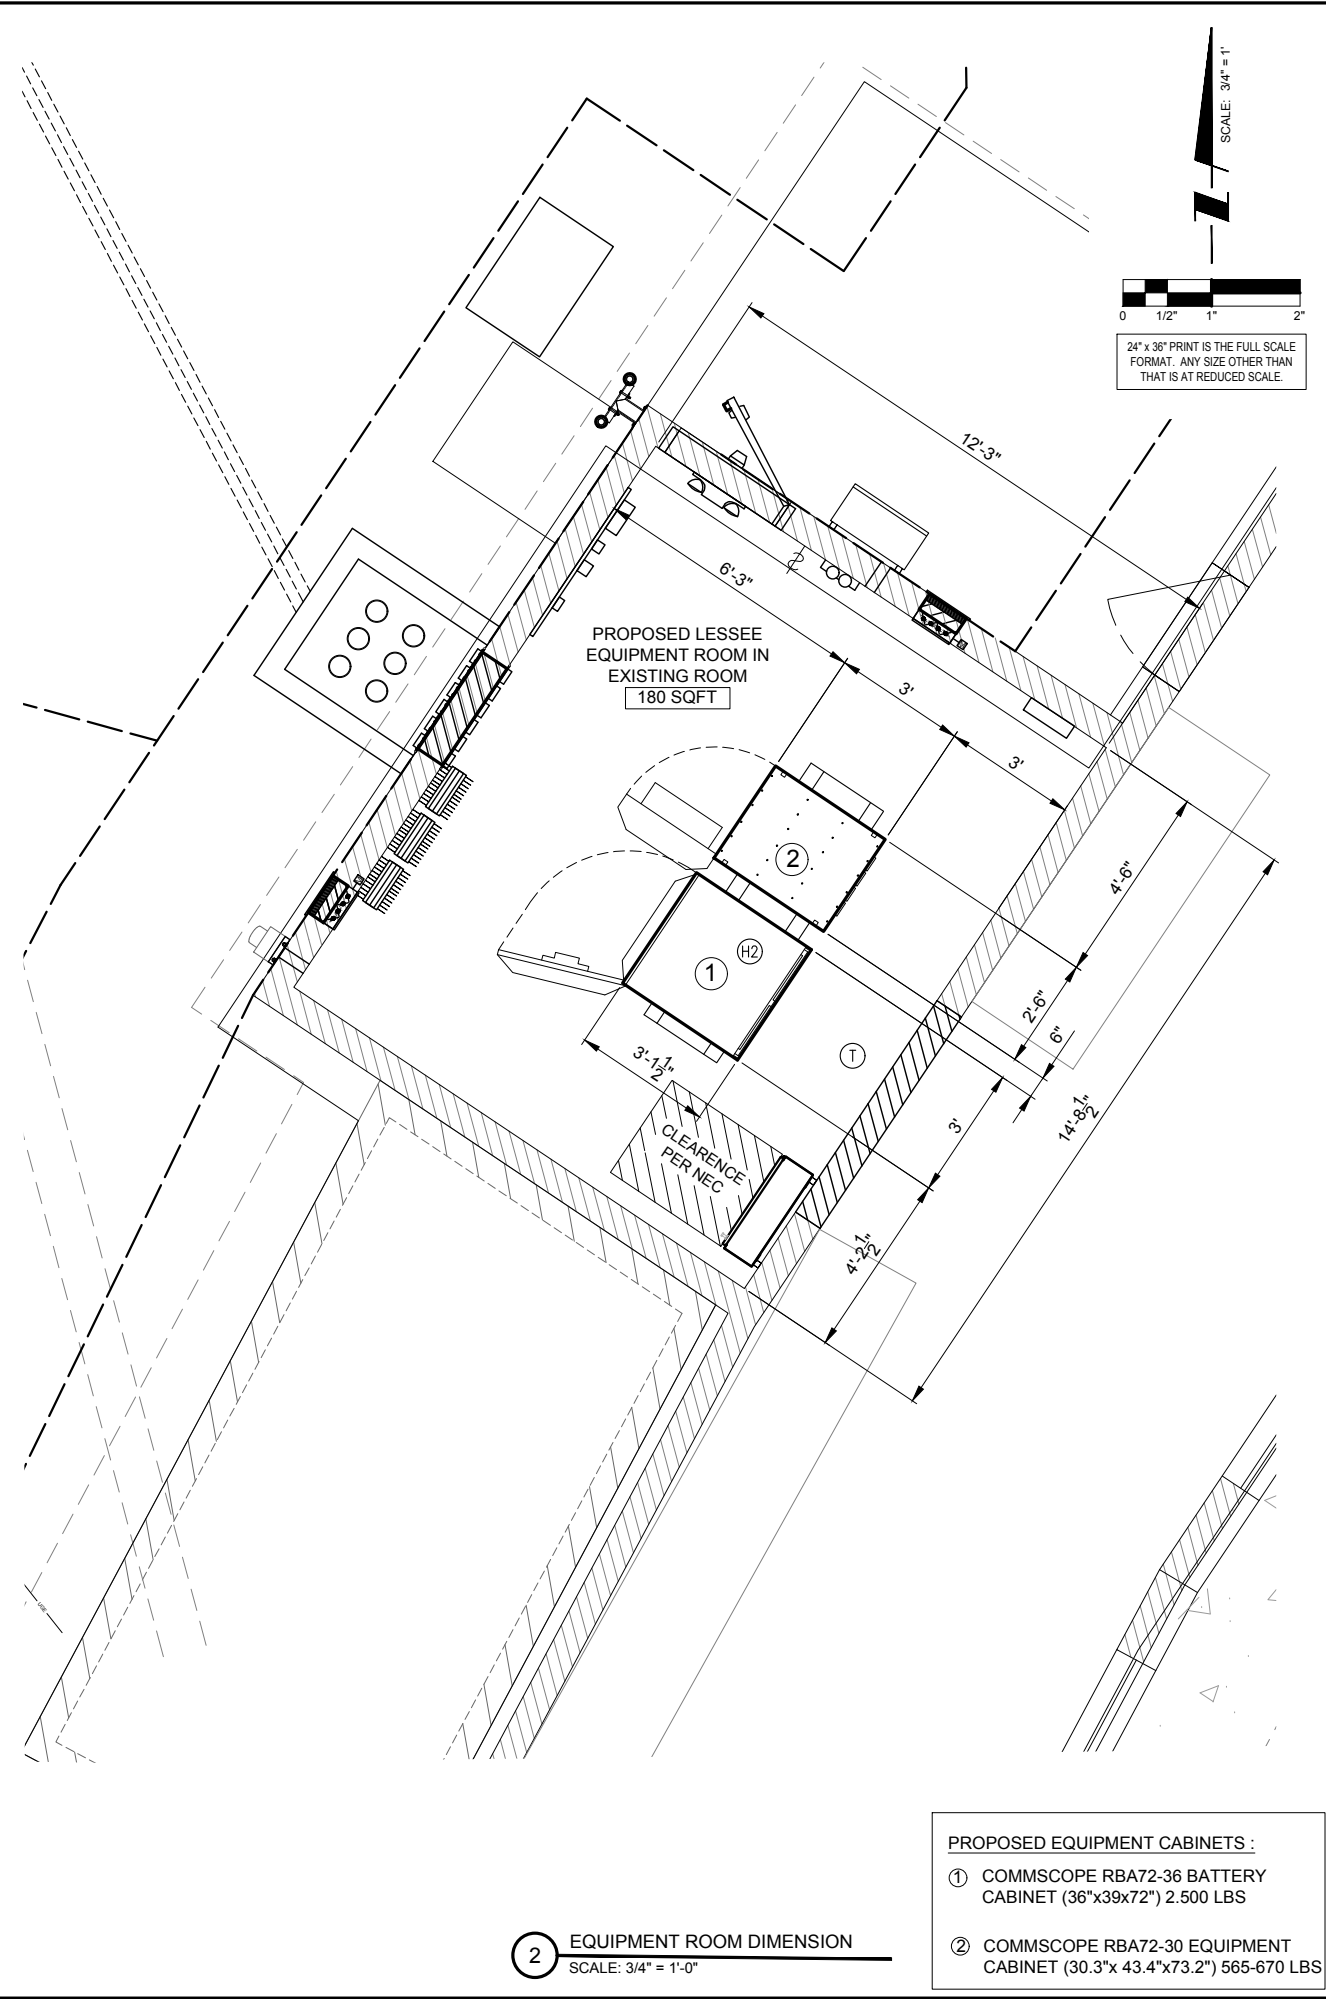 SCALE: 3/4" = 1'
0 1/2" 1" 2"
24" x 36" PRINT IS THE FULL SCALE
FORMAT. ANY SIZE OTHER THAN
THAT IS AT REDUCED SCALE.
12'-3"
6'-3"
PROPOSED LESSEE
EQUIPMENT ROOM IN
EXISTING ROOM
180 SQFT
3'
3'
2
4'-6"
H2
1
2'-6"
6"
T
3'-1 1/2"
14'-8 1/2"
3'
CLEARENCE
PER NEC
4'-2 1/2"
PROPOSED EQUIPMENT CABINETS :
1 COMMSCOPE RBA72-36 BATTERY
CABINET (36"x39x72") 2.500 LBS
2 COMMSCOPE RBA72-30 EQUIPMENT
CABINET (30.3"x 43.4"x73.2") 565-670 LBS
2 EQUIPMENT ROOM DIMENSION
SCALE: 3/4" = 1'-0"